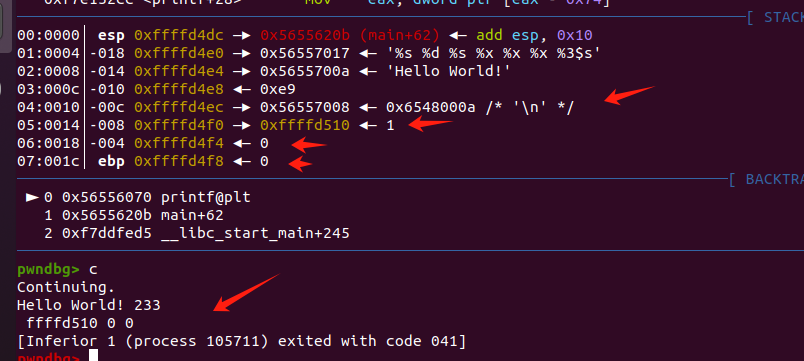 0xf7e132cc <printf+28>    mov    eax, dword ptr [eax - 0x74]
[ STACK
00:0000│ esp 0xffffd4dc —▸ 0x5655620b (main+62) ◂— add esp, 0x10
01:0004│-018 0xffffd4e0 —▸ 0x56557017 ◂— '%s %d %s %x %x %x %3$s'
02:0008│-014 0xffffd4e4 —▸ 0x5655700a ◂— 'Hello World!'
03:000c│-010 0xffffd4e8 ◂— 0xe9
04:0010│-00c 0xffffd4ec —▸ 0x56557008 ◂— 0x6548000a /* '\n' */
05:0014│-008 0xffffd4f0 —▸ 0xffffd510 ◂— 1
06:0018│-004 0xffffd4f4 ◂— 0
07:001c│ ebp 0xffffd4f8 ◂— 0
[ BACKTRA
► 0 0x56556070 printf@plt
1 0x5655620b main+62
2 0xf7ddfed5 __libc_start_main+245
pwndbg> c
Continuing.
Hello World! 233
ffffd510 0 0
[Inferior 1 (process 105711) exited with code 041]
pwndbg>